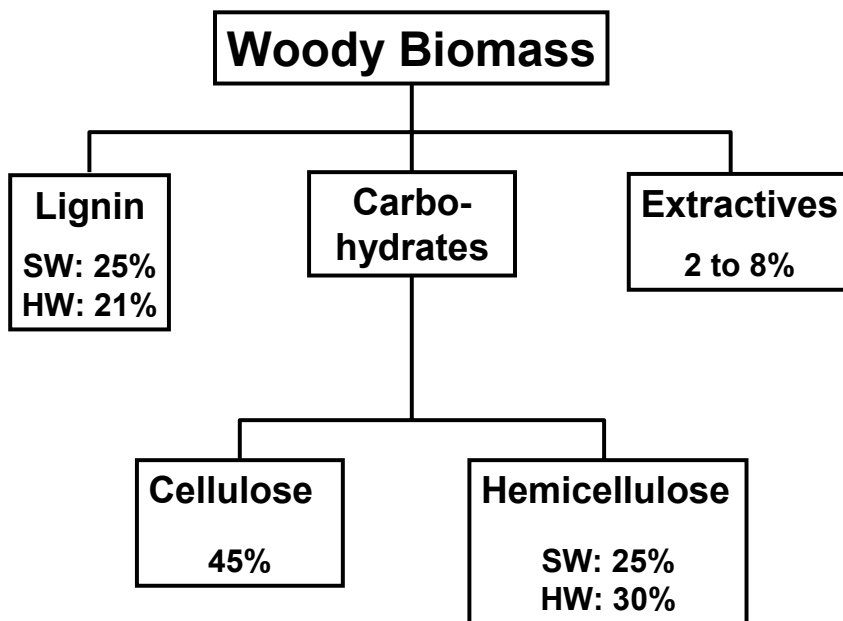 Woody Biomass
Lignin
SW: 25%
HW: 21%
Carbo-
hydrates
Extractives
2 to 8%
Cellulose
45%
Hemicellulose
SW: 25%
HW: 30%